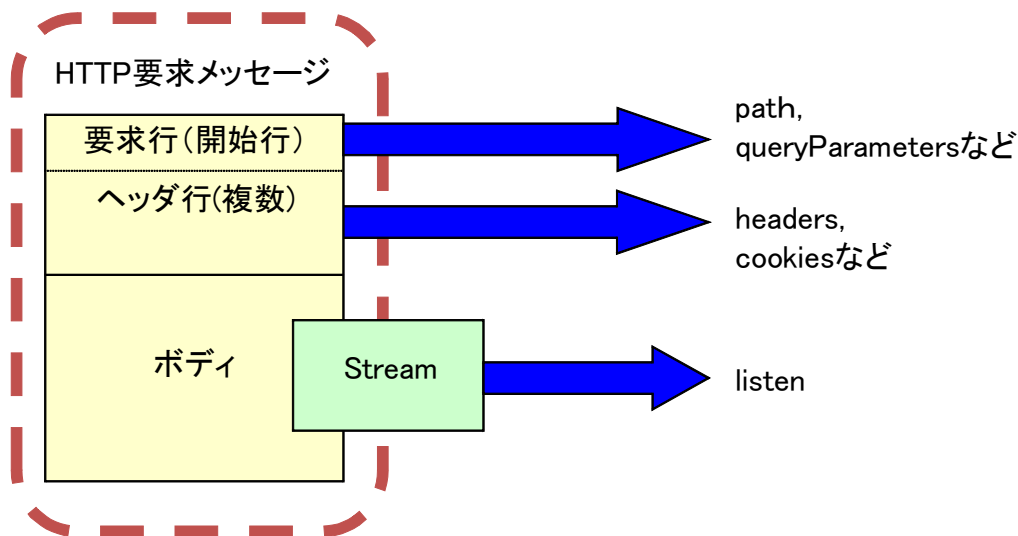 HTTP要求メッセージ
要求行(開始行)
path,
queryParametersなど
ヘッダ行(複数)
headers,
cookiesなど
ボディ
Stream
listen